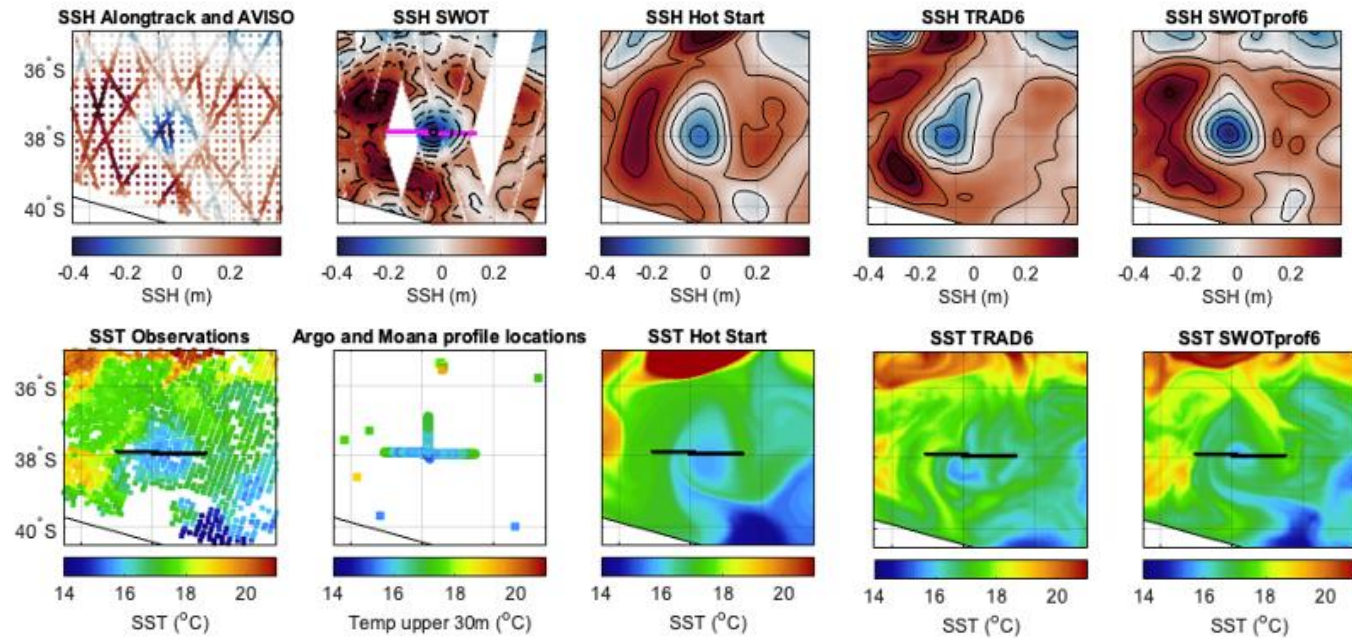 SSH Alongtrack and AVISO
SSH SWOT
SSH Hot Start
SSH TRAD6
SSH SWOTprof6
36° S
38° S
40° S
-0.4 -0.2 0 0.2
-0.4 -0.2 0 0.2
-0.4 -0.2 0 0.2
-0.4 -0.2 0 0.2
-0.4 -0.2 0 0.2
SSH (m)
SSH (m)
SSH (m)
SSH (m)
SSH (m)
SST Observations
Argo and Moana profile locations
SST Hot Start
SST TRAD6
SST SWOTprof6
36° S
38° S
40° S
14 16 18 20 22
14 16 18 20
14 16 18 20 22
14 16 18 20 22
14 16 18 20 22
SST (°C)
Temp upper 30m (°C)
SST (°C)
SST (°C)
SST (°C)